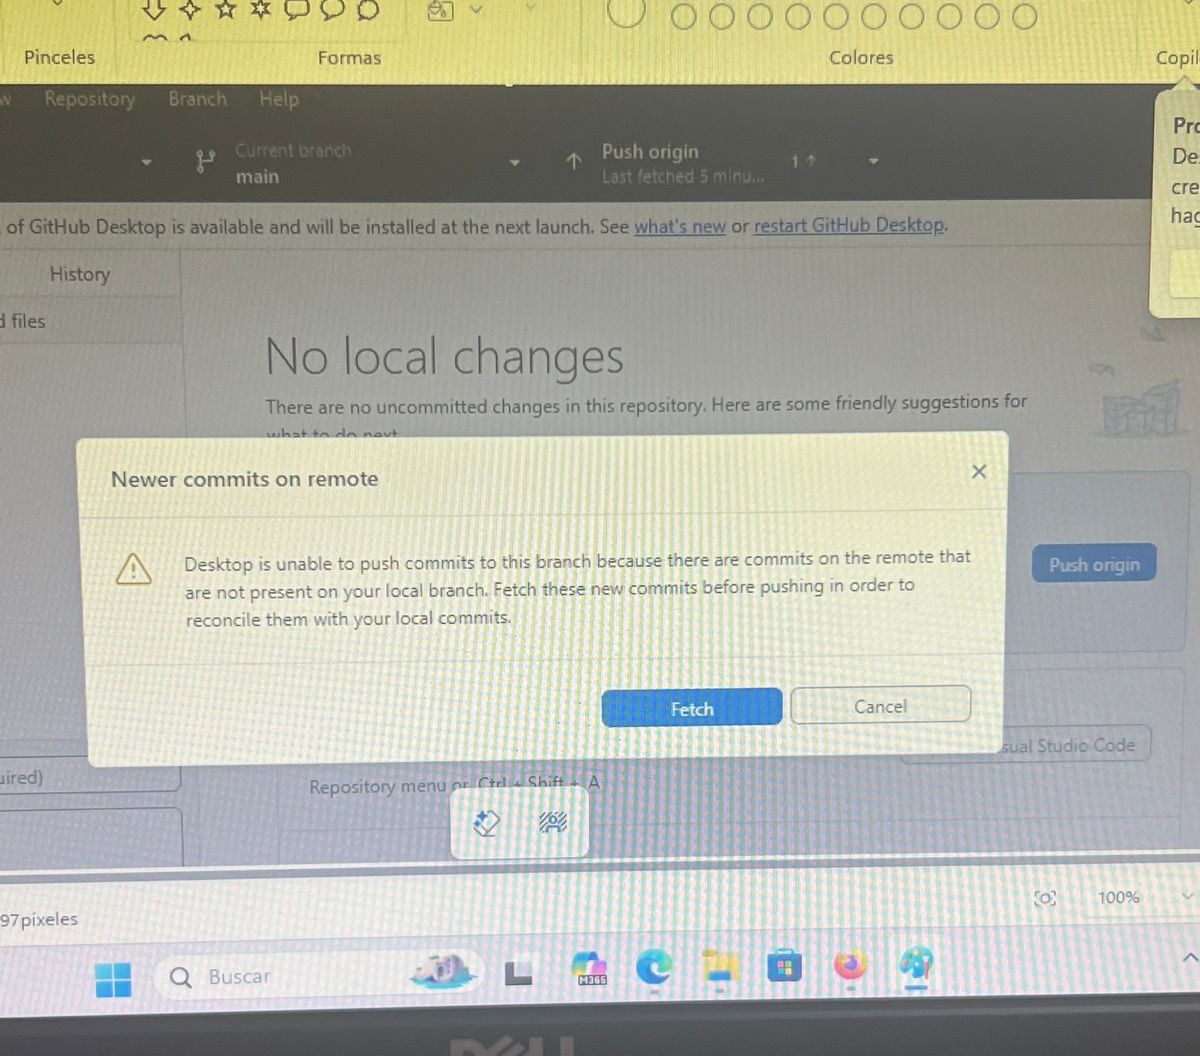 Pinceles
Formas
Colores
Copil
Repository Branch Help
Pro
De
cre
hag
Current branch
main
Push origin
Last fetched 5 minu...
1
of GitHub Desktop is available and will be installed at the next launch. See what's new or restart GitHub Desktop.
History
files
No local changes
There are no uncommitted changes in this repository. Here are some friendly suggestions for
what to do next
Newer commits on remote
Desktop is unable to push commits to this branch because there are commits on the remote that
are not present on your local branch. Fetch these new commits before pushing in order to
reconcile them with your local commits.
Push origin
Fetch
Cancel
sual Studio Code
uired)
Repository menu or Ctrl + Shift + A
97pixeles
100%
Buscar
M365
DELL